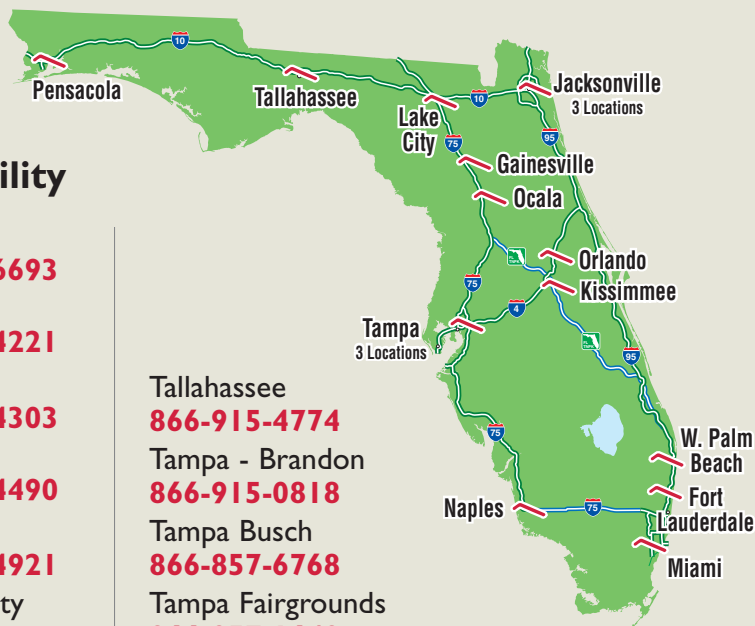 10
Pensacola
Tallahassee
Lake
City
10
Jacksonville
3 Locations
75
95
Gainesville
Ocala
Orlando
Kissimmee
75
4
Tampa
3 Locations
95
75
W. Palm
Beach
Naples
75
Fort
Lauderdale
Miami
ility
6693
4221
4303
4490
4921
ty
Tallahassee
866-915-4774
Tampa - Brandon
866-915-0818
Tampa Busch
866-857-6768
Tampa Fairgrounds